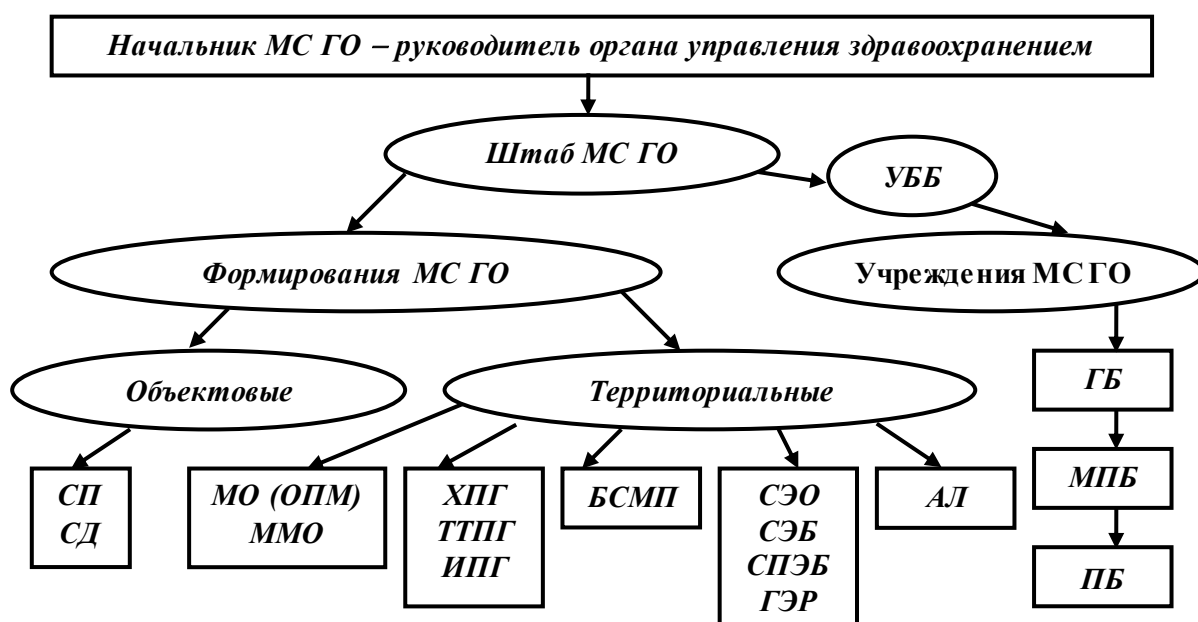 Начальник МС ГО – руководитель органа управления здравоохранением
Штаб МС ГО
УББ
Формирования МС ГО
Учреждения МС ГО
Объектовые
Территориальные
ГБ
СП
СД
МО (ОПМ)
ММО
ХПГ
ТТПГ
ИПГ
БСМП
СЭО
СЭБ
СПЭБ
ГЭР
АЛ
МПБ
ПБ